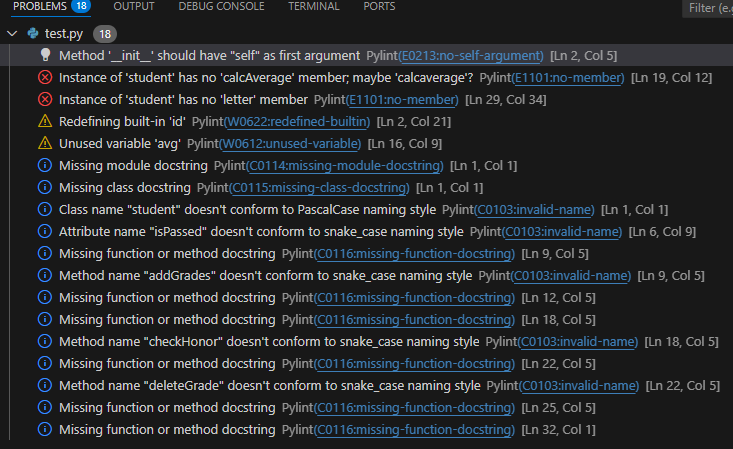 PROBLEMS 18 OUTPUT DEBUG CONSOLE TERMINAL PORTS Filter (e.g
test.py 18
Method '__init__' should have "self" as first argument Pylint(E0213:no-self-argument) [Ln 2, Col 5]
Instance of 'student' has no 'calcAverage' member; maybe 'calcaverage'? Pylint(E1101:no-member) [Ln 19, Col 12]
Instance of 'student' has no 'letter' member Pylint(E1101:no-member) [Ln 29, Col 34]
Redefining built-in 'id' Pylint(W0622:redefined-builtin) [Ln 2, Col 21]
Unused variable 'avg' Pylint(W0612:unused-variable) [Ln 16, Col 9]
Missing module docstring Pylint(C0114:missing-module-docstring) [Ln 1, Col 1]
Missing class docstring Pylint(C0115:missing-class-docstring) [Ln 1, Col 1]
Class name "student" doesn't conform to PascalCase naming style Pylint(C0103:invalid-name) [Ln 1, Col 1]
Attribute name "isPassed" doesn't conform to snake_case naming style Pylint(C0103:invalid-name) [Ln 6, Col 9]
Missing function or method docstring Pylint(C0116:missing-function-docstring) [Ln 9, Col 5]
Method name "addGrades" doesn't conform to snake_case naming style Pylint(C0103:invalid-name) [Ln 9, Col 5]
Missing function or method docstring Pylint(C0116:missing-function-docstring) [Ln 12, Col 5]
Missing function or method docstring Pylint(C0116:missing-function-docstring) [Ln 18, Col 5]
Method name "checkHonor" doesn't conform to snake_case naming style Pylint(C0103:invalid-name) [Ln 18, Col 5]
Missing function or method docstring Pylint(C0116:missing-function-docstring) [Ln 22, Col 5]
Method name "deleteGrade" doesn't conform to snake_case naming style Pylint(C0103:invalid-name) [Ln 22, Col 5]
Missing function or method docstring Pylint(C0116:missing-function-docstring) [Ln 25, Col 5]
Missing function or method docstring Pylint(C0116:missing-function-docstring) [Ln 32, Col 1]